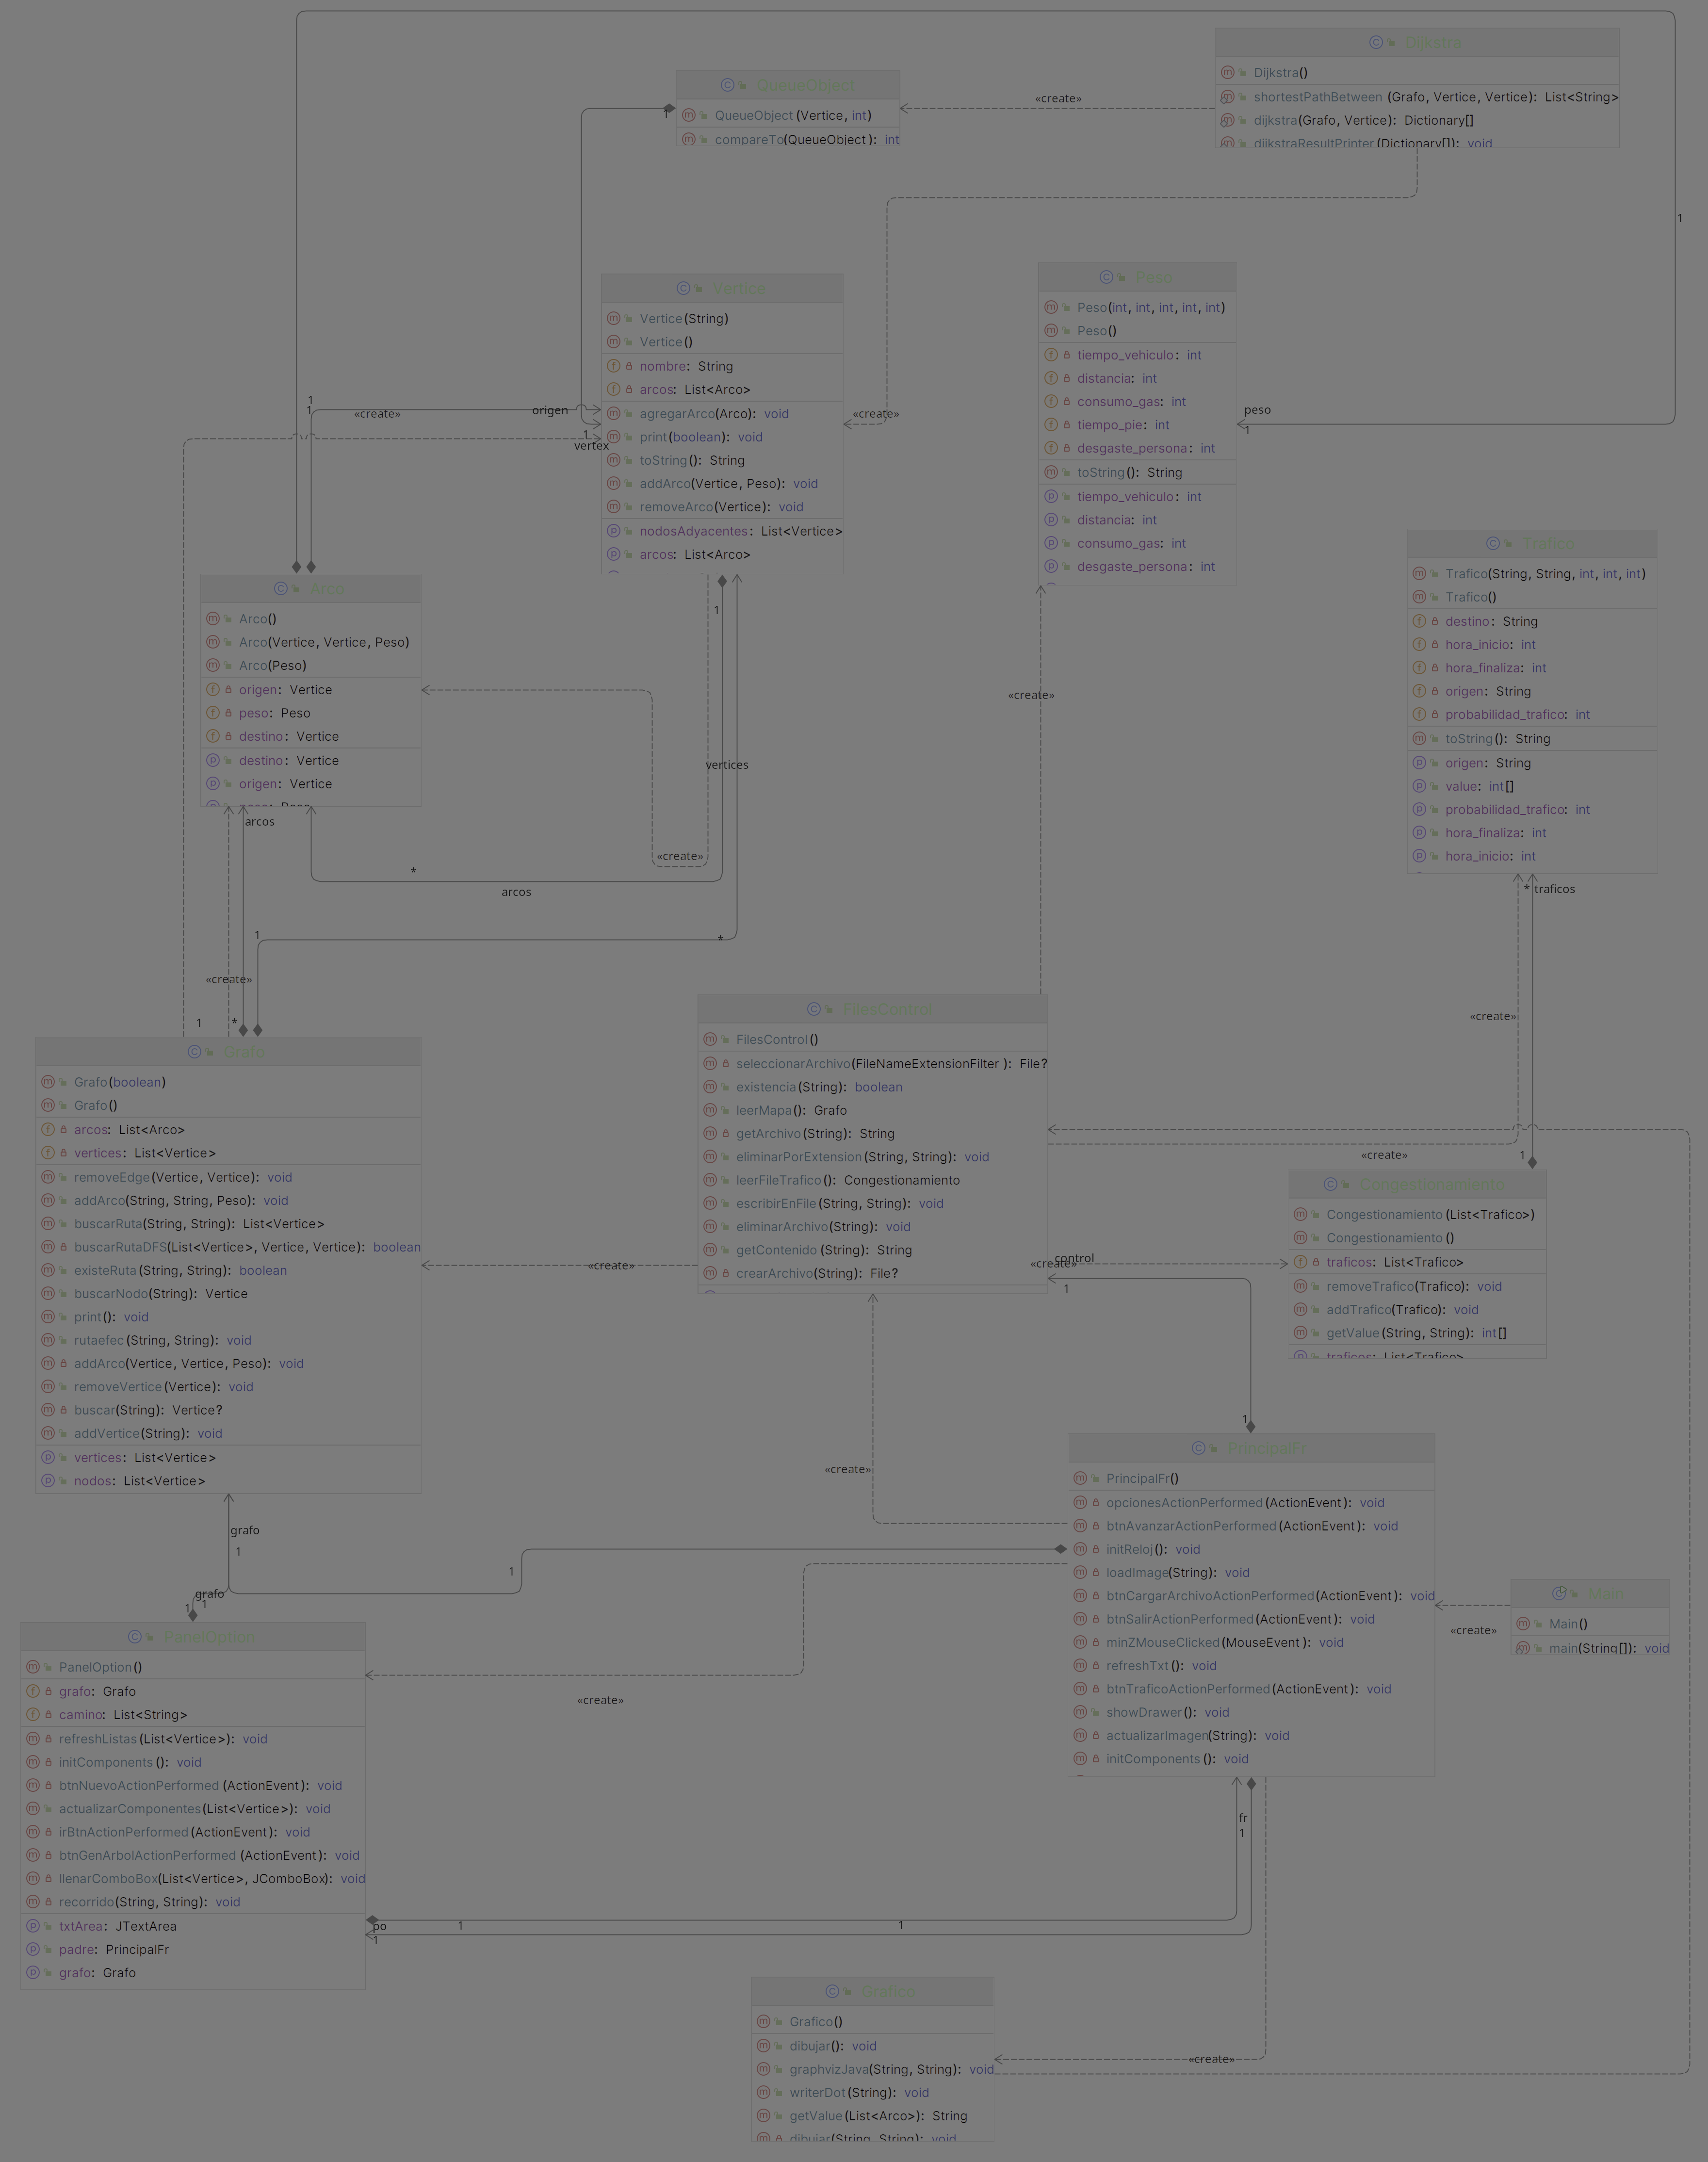 Dijkstra
Dijkstra()
shortestPathBetween (Grafo, Vertice, Vertice): List<String>
dijkstra(Grafo, Vertice): Dictionary[]
dijkstraResultPrinter(Dictionary[]): void
QueueObject
QueueObject(Vertice, int)
compareTo(QueueObject): int
«create»
1
1
Vertice
Vertice(String)
Vertice()
nombre: String
arcos: List<Arco>
agregarArco(Arco): void
print(boolean): void
toString(): String
addArco(Vertice, Peso): void
removeArco(Vertice): void
nodosAdyacentes: List<Vertice>
arcos: List<Arco>
Peso
Peso(int, int, int, int, int)
Peso()
tiempo_vehiculo: int
distancia: int
consumo_gas: int
tiempo_pie: int
desgaste_persona: int
toString(): String
tiempo_vehiculo: int
distancia: int
consumo_gas: int
desgaste_persona: int
1
1
«create»
origen
1
vertex
«create»
peso
1
Trafico
Trafico(String, String, int, int, int)
Trafico()
destino: String
hora_inicio: int
hora_finaliza: int
origen: String
probabilidad_trafico: int
toString(): String
origen: String
value: int[]
probabilidad_trafico: int
hora_finaliza: int
hora_inicio: int
Arco
Arco()
Arco(Vertice, Vertice, Peso)
Arco(Peso)
origen: Vertice
peso: Peso
destino: Vertice
destino: Vertice
origen: Vertice
peso: Peso
1
«create»
vertices
arcos
«create»
*
arcos
* traficos
1
*
«create»
1
*
«create»
Grafo
Grafo(boolean)
Grafo()
arcos: List<Arco>
vertices: List<Vertice>
removeEdge(Vertice, Vertice): void
addArco(String, String, Peso): void
buscarRuta(String, String): List<Vertice>
buscarRutaDFS(List<Vertice>, Vertice, Vertice): boolean
existeRuta(String, String): boolean
buscarNodo(String): Vertice
print(): void
rutaefec(String, String): void
addArco(Vertice, Vertice, Peso): void
removeVertice(Vertice): void
buscar(String): Vertice?
addVertice(String): void
vertices: List<Vertice>
nodos: List<Vertice>
FilesControl
FilesControl()
seleccionarArchivo(FileNameExtensionFilter): File?
existencia(String): boolean
leerMapa(): Grafo
getArchivo(String): String
eliminarPorExtension(String, String): void
leerFileTrafico(): Congestionamiento
escribirEnFile(String, String): void
eliminarArchivo(String): void
getContenido(String): String
crearArchivo(String): File?
«create»
1
Congestionamiento
Congestionamiento(List<Trafico>)
Congestionamiento()
traficos: List<Trafico>
removeTrafico(Trafico): void
addTrafico(Trafico): void
getValue(String, String): int[]
traficos: List<Trafico>
«create»
control
«create»
1
1
«create»
PrincipalFr
PrincipalFr()
opcionesActionPerformed(ActionEvent): void
btnAvanzarActionPerformed(ActionEvent): void
initReloj(): void
loadImage(String): void
btnCargarArchivoActionPerformed(ActionEvent): void
btnSalirActionPerformed(ActionEvent): void
minZMouseClicked(MouseEvent): void
refreshTxt(): void
btnTraficoActionPerformed(ActionEvent): void
showDrawer(): void
actualizarImagen(String): void
initComponents(): void
grafo
1
1
grafo
1
1
Main
Main()
main(String[]): void
«create»
PanelOption
PanelOption()
grafo: Grafo
camino: List<String>
refreshListas(List<Vertice>): void
initComponents(): void
btnNuevoActionPerformed(ActionEvent): void
actualizarComponentes(List<Vertice>): void
irBtnActionPerformed(ActionEvent): void
btnGenArbolActionPerformed(ActionEvent): void
llenarComboBox(List<Vertice>, JComboBox): void
recorrido(String, String): void
txtArea: JTextArea
padre: PrincipalFr
grafo: Grafo
«create»
fr
1
po
1
1
1
Grafico
Grafico()
dibujar(): void
graphvizJava(String, String): void
writerDot(String): void
getValue(List<Arco>): String
dibujar(String, String): void
«create»